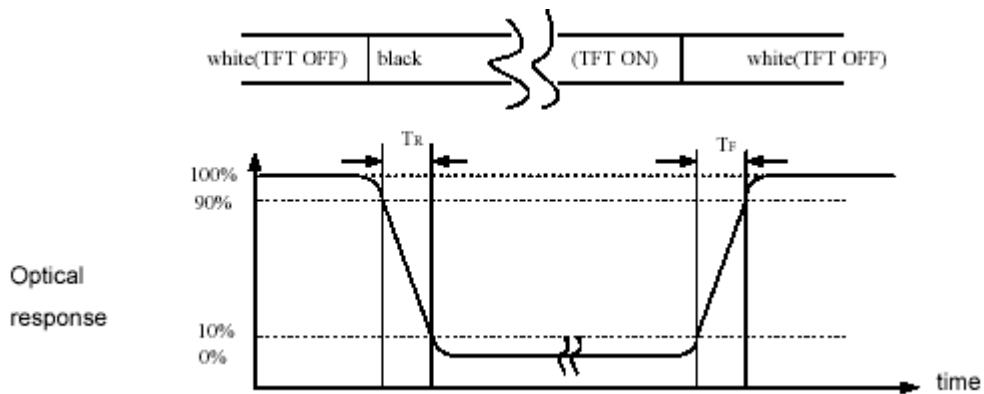 white(TFT OFF) black (TFT ON) white(TFT OFF)
TR TF
100%
90%
Optical
response
10%
0%
time